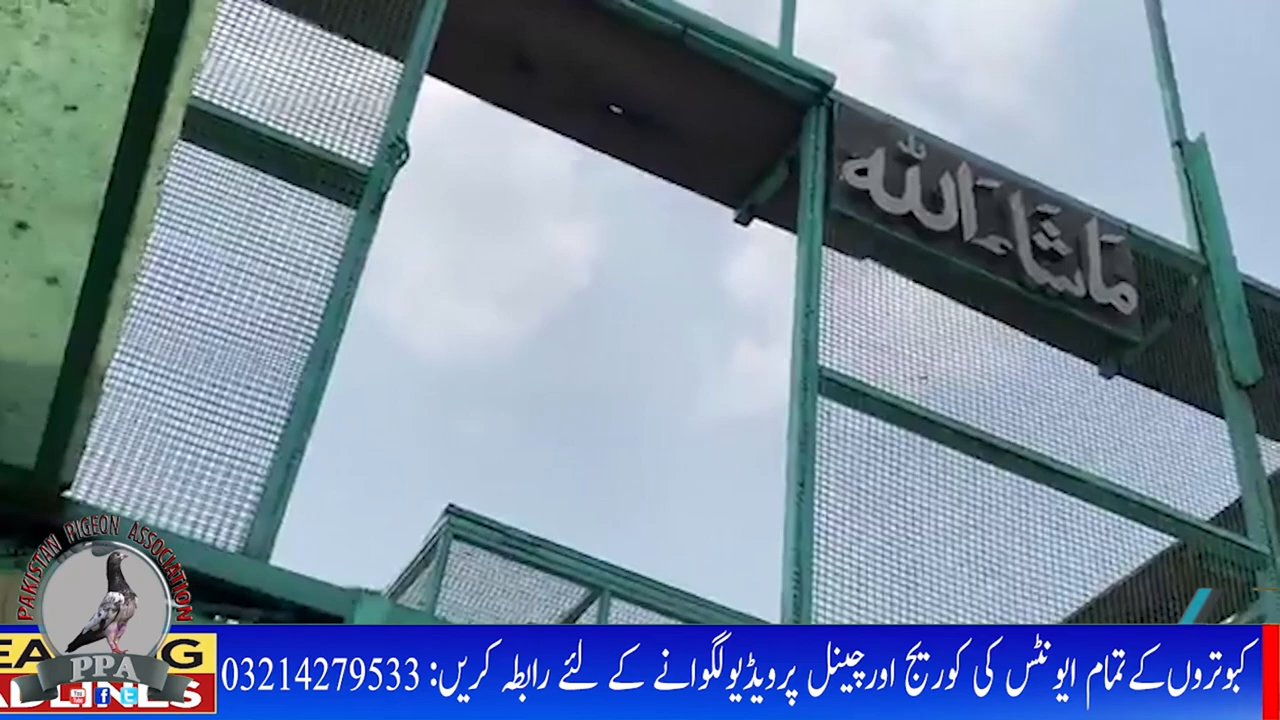 ماشاءالله
PAKISTAN PIGEON ASSOCIATION
PPA
کبوتروں کے تمام ایونٹس کی کوریج اور چینل پر ویڈیو لگوانے کے لئے رابطہ کریں: 03214279533